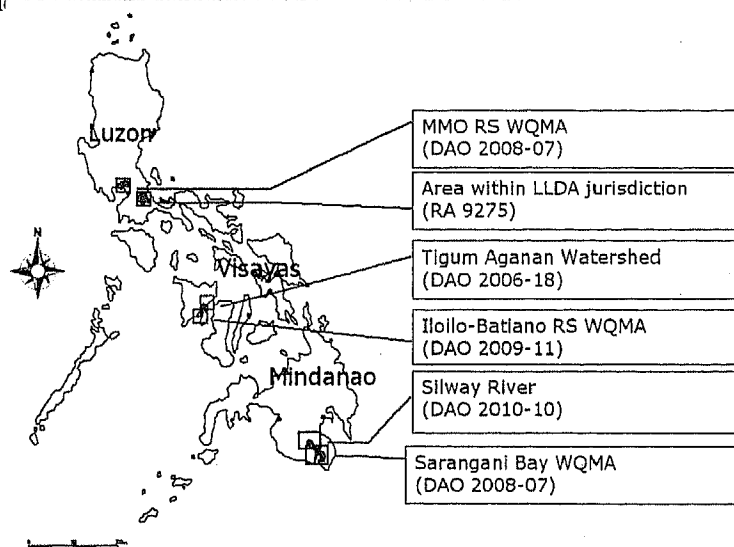 Luzon
N
Visayas
Mindanao
MMO RS WQMA
(DAO 2008-07)
Area within LLDA jurisdiction
(RA 9275)
Tigum Aganan Watershed
(DAO 2006-18)
Iloilo-Batiano RS WQMA
(DAO 2009-11)
Silway River
(DAO 2010-10)
Sarangani Bay WQMA
(DAO 2008-07)